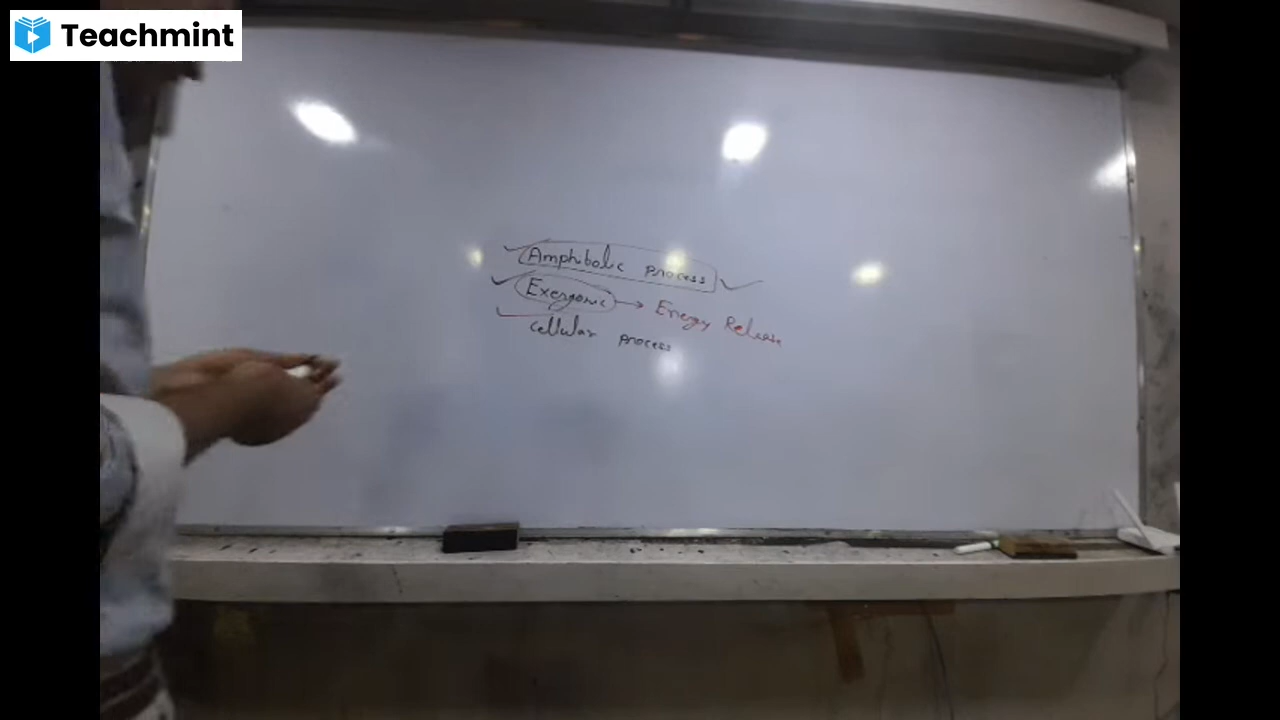 Teachmint
Amphibolic process
Exergonic → Energy Release
cellular process